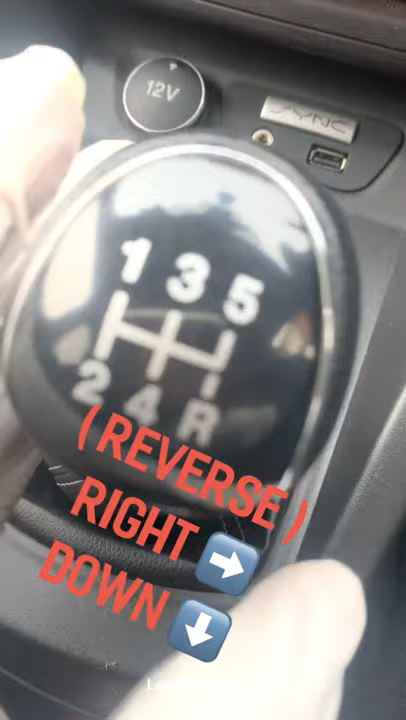 12V
SYNC
1 3 5
2 4 R
(REVERSE)
RIGHT ➡️
DOWN ⬇️